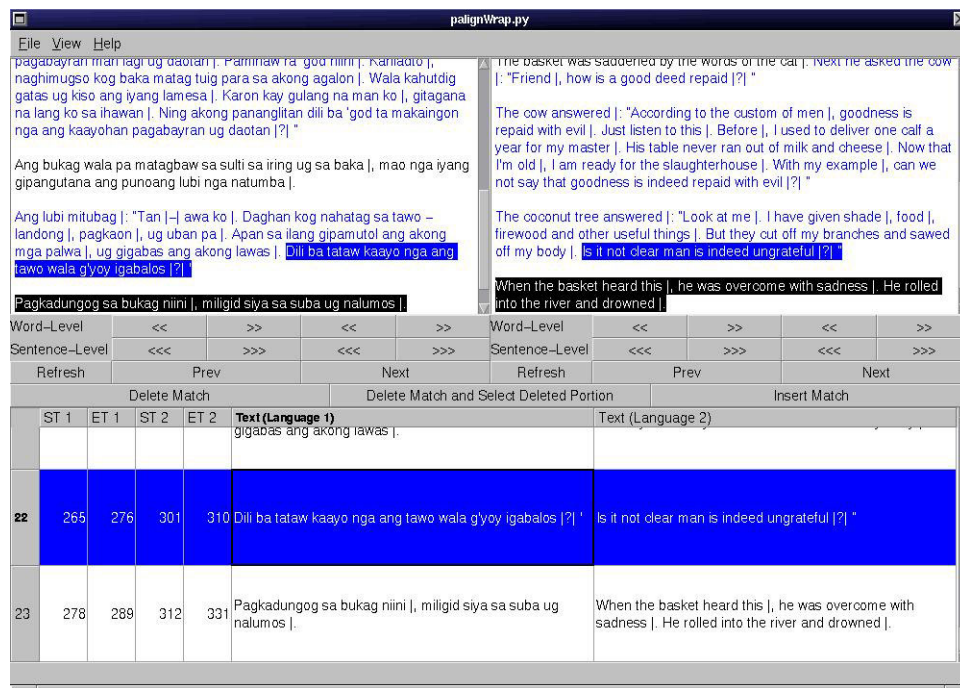 palignWrap.py
File View Help
pagabayran man lagi ug daotan |. Paminaw ra 'god niini |. Kaniadto |,
naghimugso kog baka matag tuig para sa akong agalon |. Wala kahutdig
gatas ug kiso ang iyang lamesa |. Karon kay gulang na man ko |, gitagana
na lang ko sa ihawan |. Ning akong pananglitan dili ba 'god ta makaingon
nga ang kaayohan pagabayran ug daotan |?| "
Ang bukag wala pa matagbaw sa sulti sa iring ug sa baka |, mao nga iyang
gipangutana ang punoang lubi nga natumba |.
Ang lubi mitubag |: "Tan |–| awa ko |. Daghan kog nahatag sa tawo –
landong |, pagkaon |, ug uban pa |. Apan sa ilang gipamutol ang akong
mga palwa |, ug gigabas ang akong lawas |. Dili ba tataw kaayo nga ang
tawo wala g'yoy igabalos |?| '
Pagkadungog sa bukag niini |, miligid siya sa suba ug nalumos |.
The basket was saddened by the words of the cat |. Next he asked the cow
|: "Friend |, how is a good deed repaid |?| "
The cow answered |: "According to the custom of men |, goodness is
repaid with evil |. Just listen to this |. Before |, I used to deliver one calf a
year for my master |. His table never ran out of milk and cheese |. Now that
I'm old |, I am ready for the slaughterhouse |. With my example |, can we
not say that goodness is indeed repaid with evil |?| "
The coconut tree answered |: "Look at me |. I have given shade |, food |,
firewood and other useful things |. But they cut off my branches and sawed
off my body |. Is it not clear man is indeed ungrateful |?| "
When the basket heard this |, he was overcome with sadness |. He rolled
into the river and drowned |.
Word–Level << >> << >> Word–Level << >> << >>
Sentence–Level <<< >>> <<< >>> Sentence–Level <<< >>> <<< >>>
Refresh Prev Next Refresh Prev Next
Delete Match Delete Match and Select Deleted Portion Insert Match
ST 1 ET 1 ST 2 ET 2 Text (Language 1) Text (Language 2)
gigabas ang akong lawas |.
22 265 276 301 310 Dili ba tataw kaayo nga ang tawo wala g'yoy igabalos |?| ' Is it not clear man is indeed ungrateful |?| "
23 278 289 312 331 Pagkadungog sa bukag niini |, miligid siya sa suba ug
nalumos |.
When the basket heard this |, he was overcome with
sadness |. He rolled into the river and drowned |.